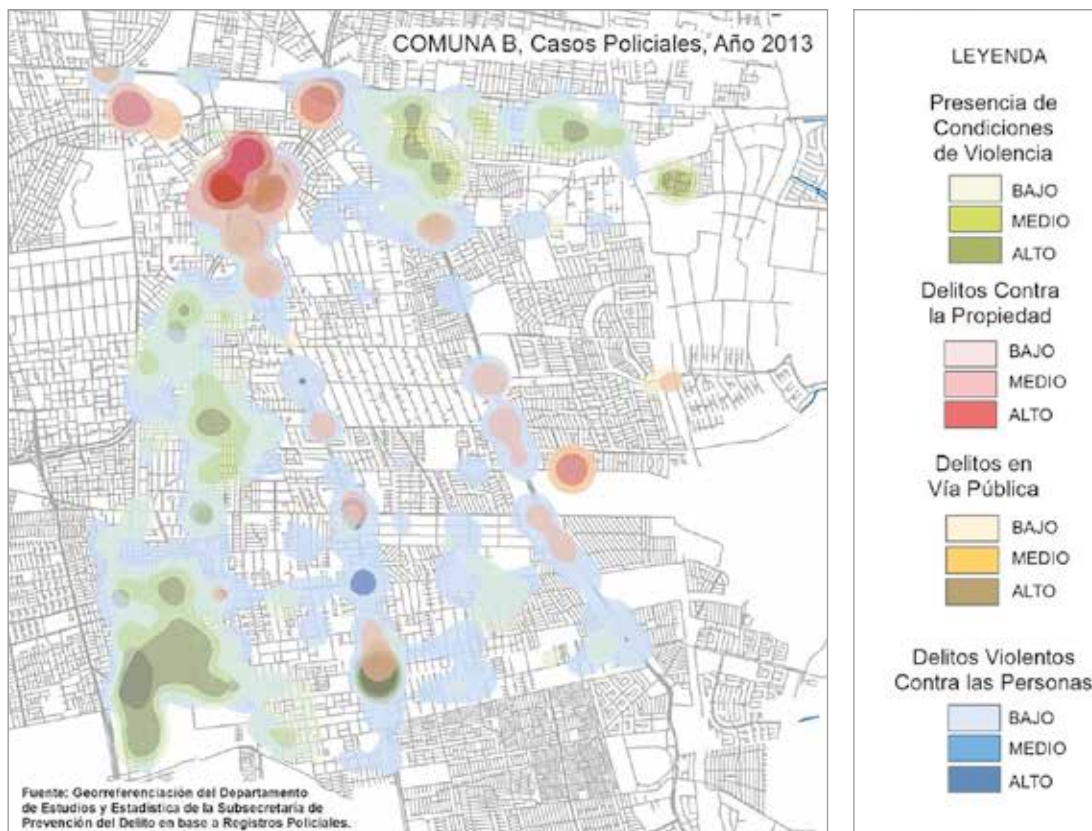 COMUNA B, Casos Policiales, Año 2013
Fuente: Georreferenciación del Departamento
de Estudios y Estadística de la Subsecretaría de
Prevención del Delito en base a Registros Policiales.
LEYENDA
Presencia de
Condiciones
de Violencia
BAJO
MEDIO
ALTO
Delitos Contra
la Propiedad
BAJO
MEDIO
ALTO
Delitos en
Vía Pública
BAJO
MEDIO
ALTO
Delitos Violentos
Contra las Personas
BAJO
MEDIO
ALTO